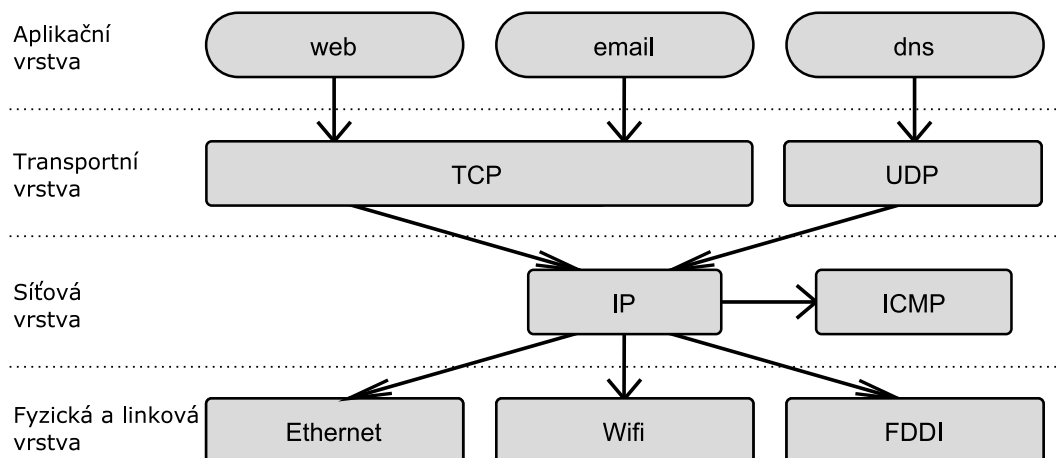 Aplikační
vrstva
web
email
dns
Transportní
vrstva
TCP
UDP
Síťová
vrstva
IP
ICMP
Fyzická a linková
vrstva
Ethernet
Wifi
FDDI